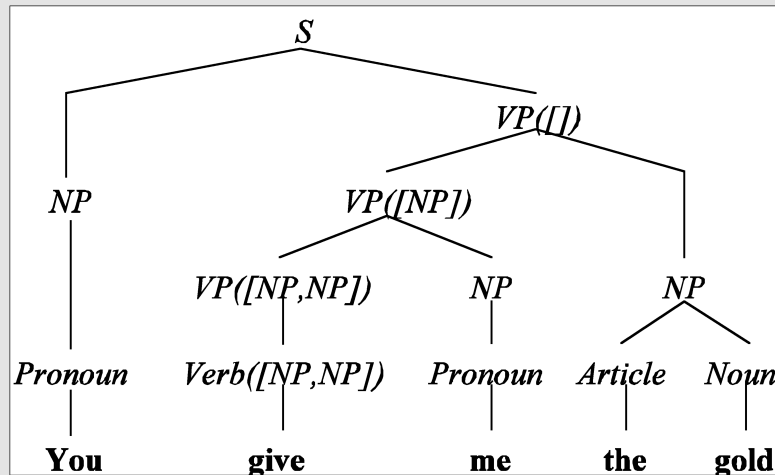 S
VP([])
NP VP([NP])
VP([NP,NP]) NP NP
Pronoun Verb([NP,NP]) Pronoun Article Noun
You give me the gold